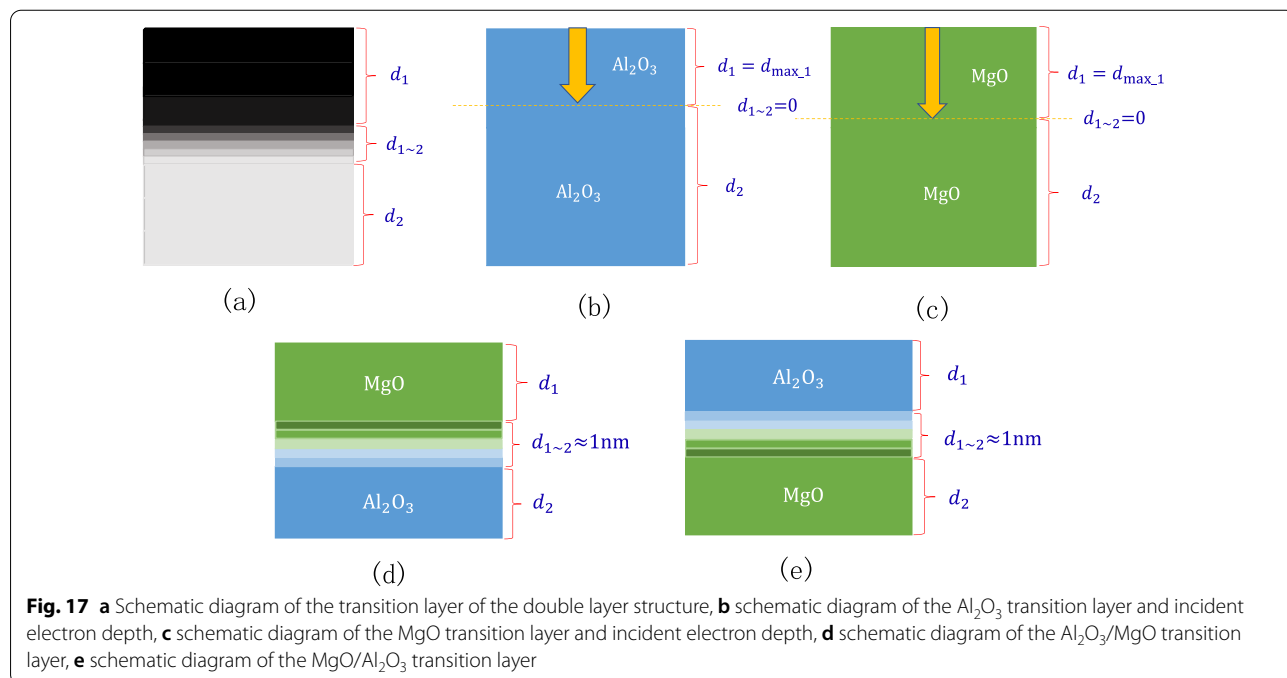 d₁
d₁~₂
d₂
(a)
Al₂O₃
d₁ = dmax_1
d₁~₂=0
Al₂O₃
d₂
(b)
MgO
d₁ = dmax_1
d₁~₂=0
MgO
d₂
(c)
MgO
d₁
d₁~₂≈1nm
Al₂O₃
d₂
(d)
Al₂O₃
d₁
d₁~₂≈1nm
MgO
d₂
(e)
Fig. 17 a Schematic diagram of the transition layer of the double layer structure, b schematic diagram of the Al₂O₃ transition layer and incident
electron depth, c schematic diagram of the MgO transition layer and incident electron depth, d schematic diagram of the Al₂O₃/MgO transition
layer, e schematic diagram of the MgO/Al₂O₃ transition layer